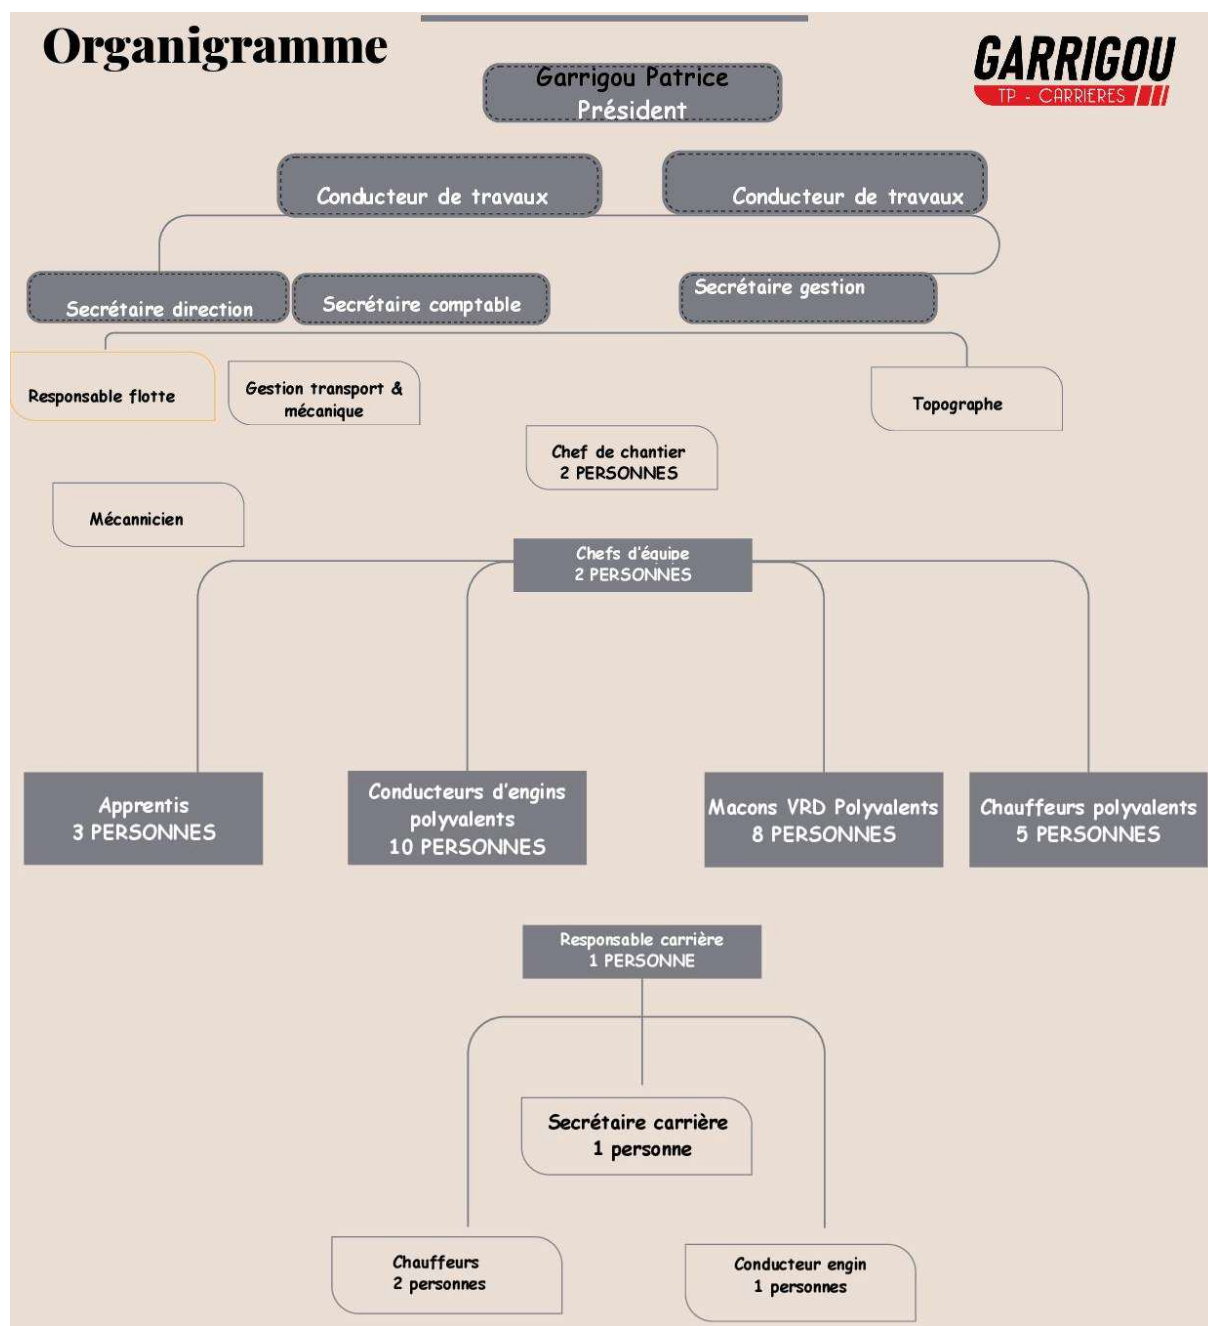 Organigramme
GARRIGOU
TP - CARRIERES
Garrigou Patrice
Président
Conducteur de travaux
Conducteur de travaux
Secrétaire direction
Secrétaire comptable
Secrétaire gestion
Responsable flotte
Gestion transport &
mécanique
Topographe
Chef de chantier
2 PERSONNES
Mécannicien
Chefs d'équipe
2 PERSONNES
Apprentis
3 PERSONNES
Conducteurs d'engins
polyvalents
10 PERSONNES
Macons VRD Polyvalents
8 PERSONNES
Chauffeurs polyvalents
5 PERSONNES
Responsable carrière
1 PERSONNE
Secrétaire carrière
1 personne
Chauffeurs
2 personnes
Conducteur engin
1 personnes